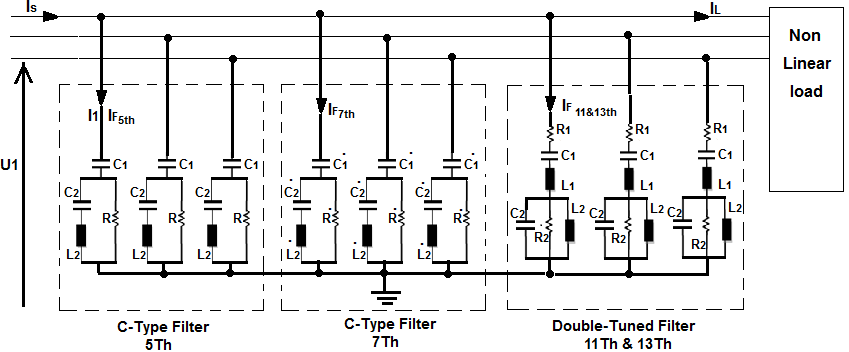 IS IL
Non
Linear
load
I1 IF5th IF7th IF 11&13th
U1
R1 R1 R1
C1 C1 C1 C1 C1 C1 C1 C1 C1
L1 L1 L1
C2 C2 C2 C2 C2 C2 C2 C2 C2
R R R R R R R2 R2 R2
L2 L2 L2 L2 L2 L2 L2 L2 L2
C-Type Filter
5Th
C-Type Filter
7Th
Double-Tuned Filter
11Th & 13Th